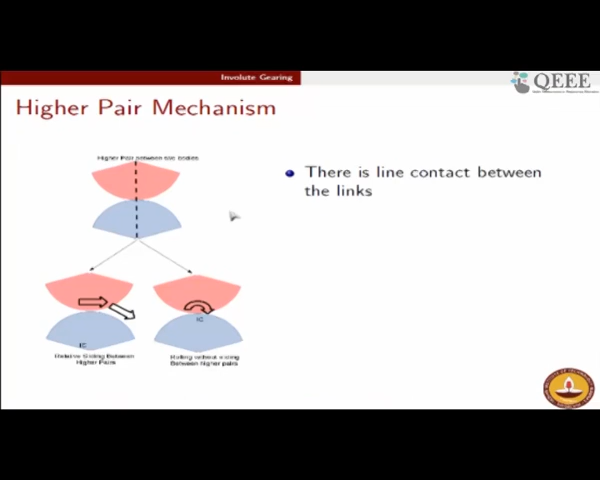 Involute Gearing
QEEE
Higher Pair Mechanism
Higher Pair between two bodies
There is line contact between
the links
IC
IC
Relative Sliding Between
Higher Pairs
Rolling without sliding
Between higher pairs